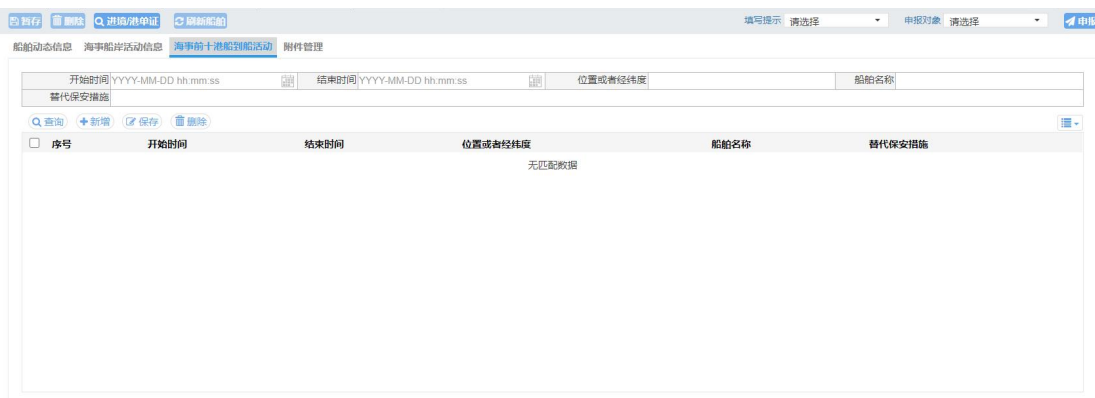 暂存 删除 进境/港单证 刷新船舶 填写提示 请选择 申报对象 请选择 申报
船舶动态信息 海事船岸活动信息 海事前十港船到船活动 附件管理
开始时间 YYYY-MM-DD hh:mm:ss 结束时间 YYYY-MM-DD hh:mm:ss 位置或者经纬度 船舶名称
替代保安措施
查询 新增 保存 删除
序号 开始时间 结束时间 位置或者经纬度 船舶名称 替代保安措施
无匹配数据